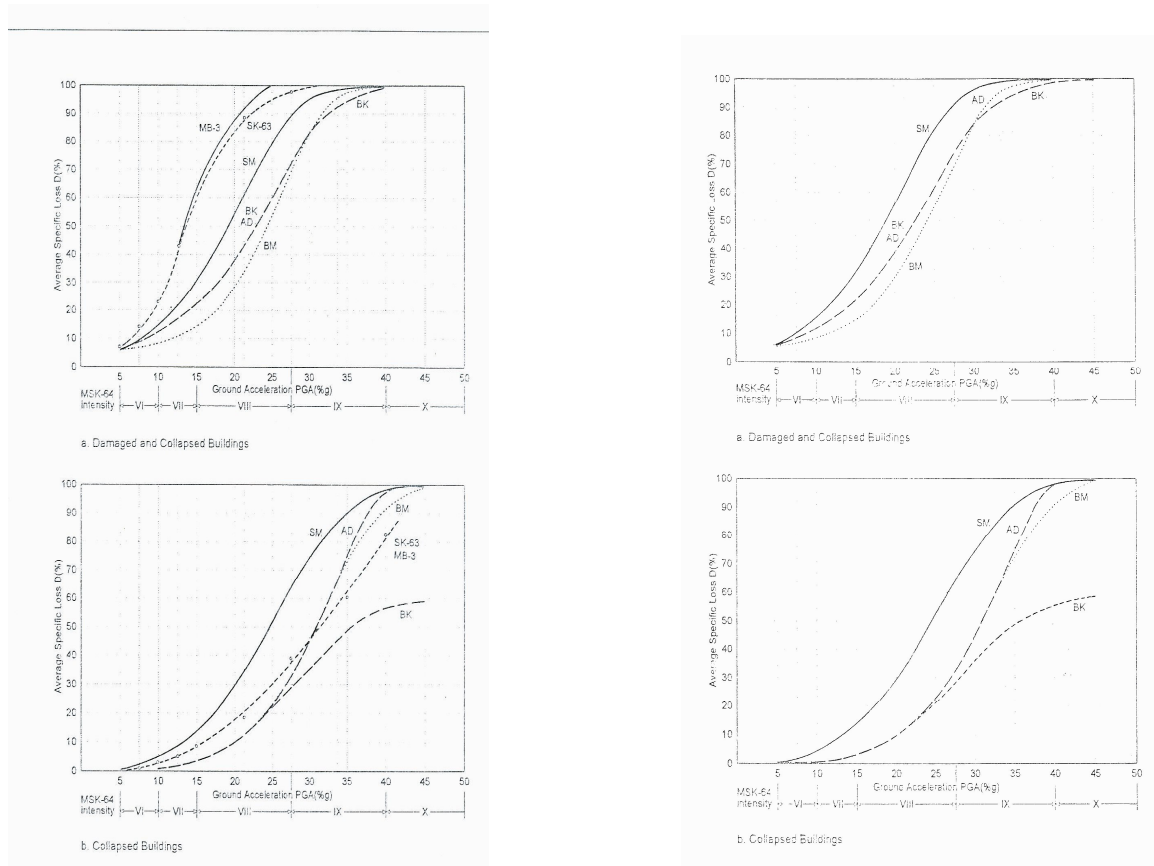 100
90
80
70
60
50
40
30
20
10
0
Average Specific Loss D(%)
MB-3
SK-63
SM
BK
BK
AD
BM
5 10 15 20 25 30 35 40 45 50
Ground Acceleration PGA(%g)
MSK-64
intensity VI VII VIII IX X
a. Damaged and Collapsed Buildings
100
90
80
70
60
50
40
30
20
10
0
Average Specific Loss D(%)
SM
AD
BM
SK-63
MB-3
BK
5 10 15 20 25 30 35 40 45 50
Ground Acceleration PGA(%g)
MSK-64
intensity VI VII VIII IX X
b. Collapsed Buildings
100
90
80
70
60
50
40
30
20
10
0
Average Specific Loss D(%)
SM
AD
BK
BK
AD
BM
5 10 15 20 25 30 35 40 45 50
Ground Acceleration PGA(%g)
MSK-64
intensity VI VII VIII IX X
a. Damaged and Collapsed Buildings
100
90
80
70
60
50
40
30
20
10
0
Average Specific Loss D(%)
SM
AD
BM
BK
5 10 15 20 25 30 35 40 45 50
Ground Acceleration PGA(%g)
MSK-64
intensity VI VII VIII IX X
b. Collapsed Buildings